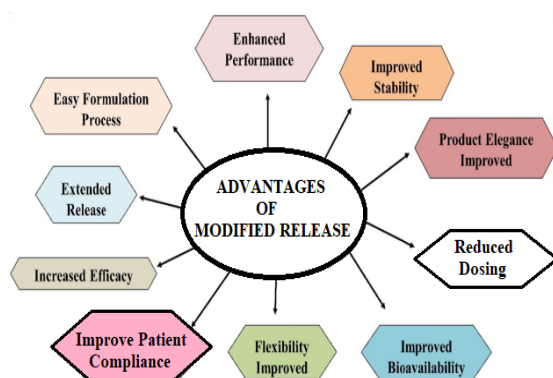 Enhanced
Performance
Improved
Stability
Easy Formulation
Process
Product Elegance
Improved
Extended
Release
ADVANTAGES
OF
MODIFIED RELEASE
Reduced
Dosing
Increased Efficacy
Improve Patient
Compliance
Flexibility
Improved
Improved
Bioavailability